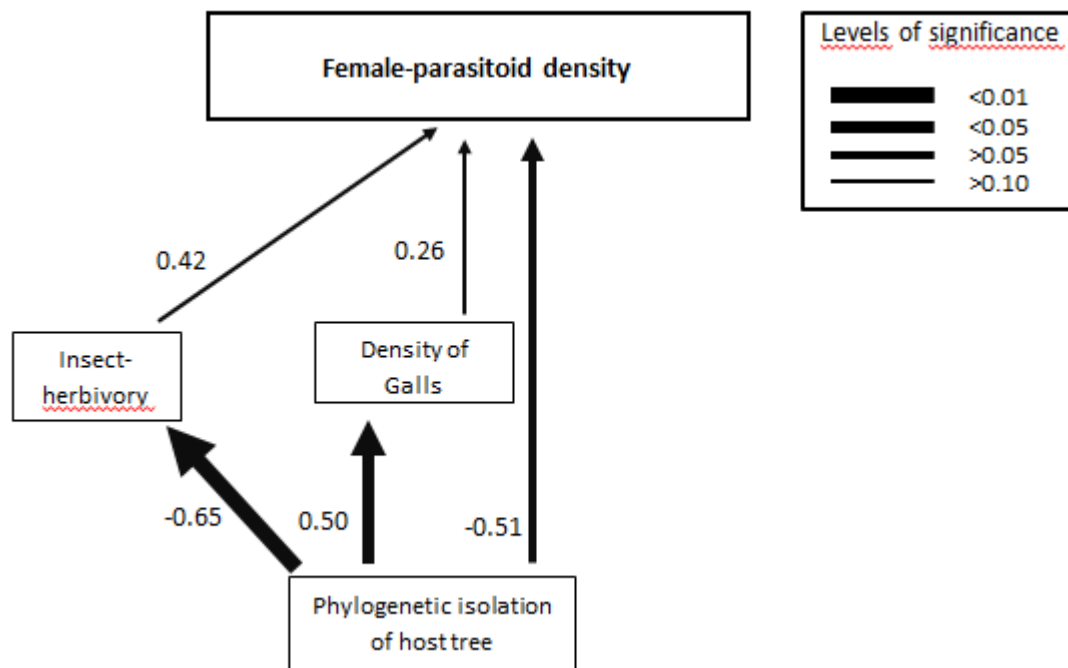 Female-parasitoid density
Levels of significance
<0.01
<0.05
>0.05
>0.10
0.42
0.26
Insect-
herbivory
Density of
Galls
-0.65
0.50
-0.51
Phylogenetic isolation
of host tree